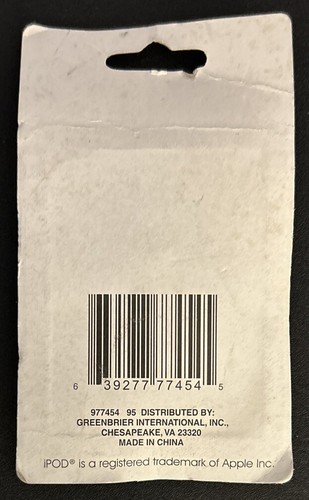 6 39277 77454 5
977454 95 DISTRIBUTED BY:
GREENBRIER INTERNATIONAL, INC.,
CHESAPEAKE, VA 23320
MADE IN CHINA
iPOD® is a registered trademark of Apple Inc.